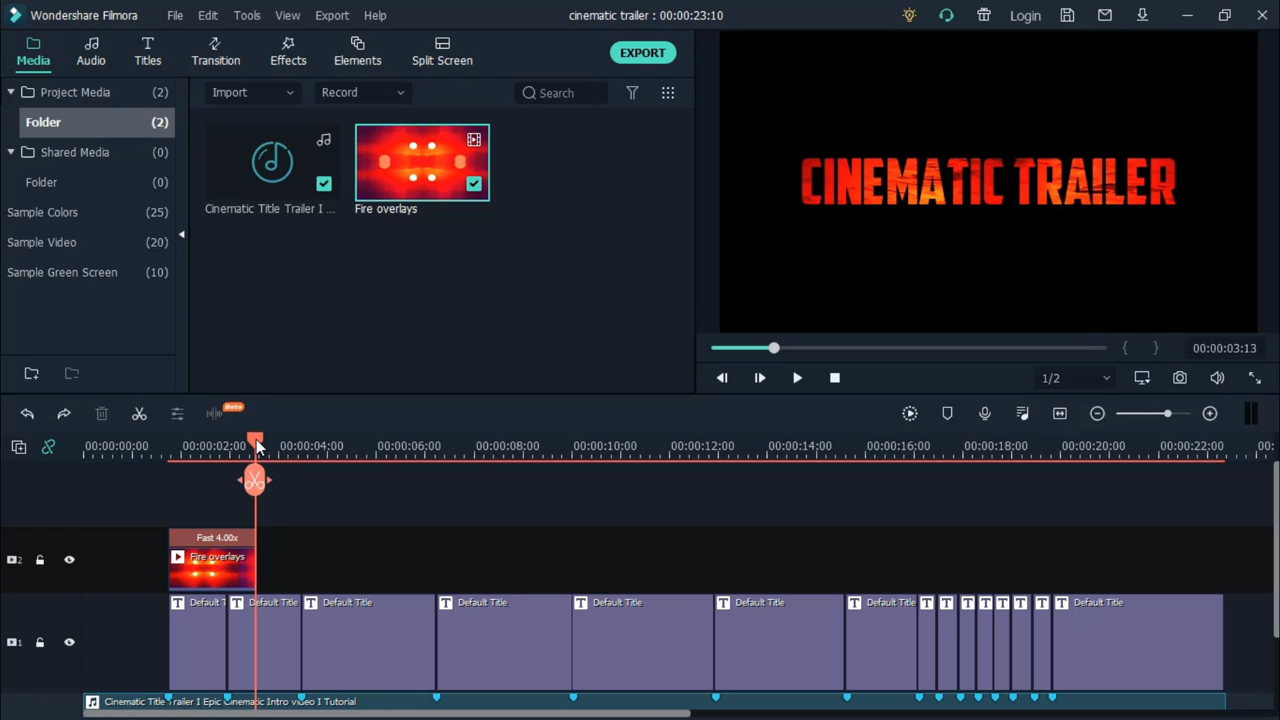 Wondershare Filmora File Edit Tools View Export Help cinematic trailer : 00:00:23:10 Login
Media Audio Titles Transition Effects Elements Split Screen EXPORT
Project Media (2) Import Record Search
Folder (2)
Shared Media (0)
Folder (0)
Sample Colors (25)
Sample Video (20)
Sample Green Screen (10)
Cinematic Title Trailer I ... Fire overlays
CINEMATIC TRAILER
00:00:03:13
1/2
Beta
00:00:00:00 00:00:02:00 00:00:04:00 00:00:06:00 00:00:08:00 00:00:10:00 00:00:12:00 00:00:14:00 00:00:16:00 00:00:18:00 00:00:20:00 00:00:22:00 00:
Fast 4.00x
2 Fire overlays
T Default T T Default Title T Default Title T Default Title T Default Title T Default Title T Default Title T T T T T T T T Default Title
1
Cinematic Title Trailer I Epic Cinematic Intro video I Tutorial